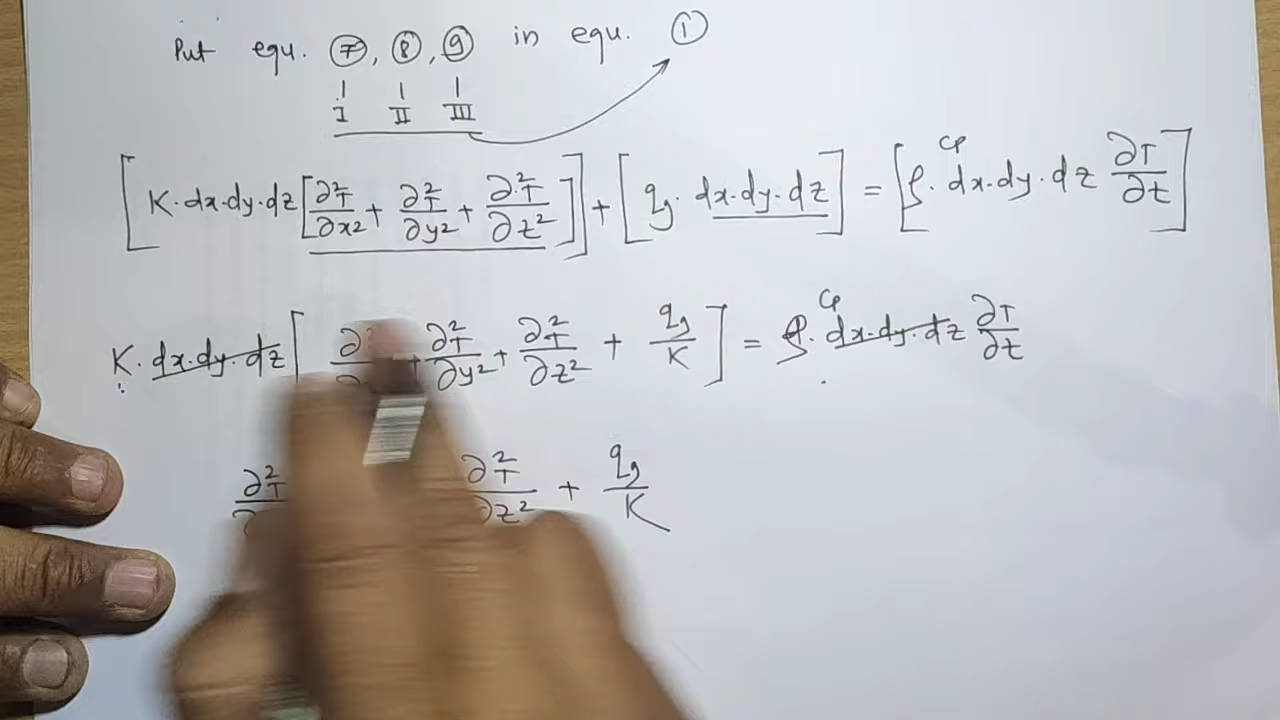 Put equ. ⑦, ⑧, ⑨ in equ. ①
I II III
[K·dx·dy·dz[∂²T/∂x² + ∂²T/∂y² + ∂²T/∂z²]] + [qg· dx·dy·dz] = [ρ· Cp dx·dy·dz ∂T/∂t]
K· dx·dy·dz [ ∂² + ∂²T/∂y² + ∂²T/∂z² + qg/K ] = ρ· Cp dx·dy·dz ∂T/∂t
∂²T ∂²T/∂z² + qg/K